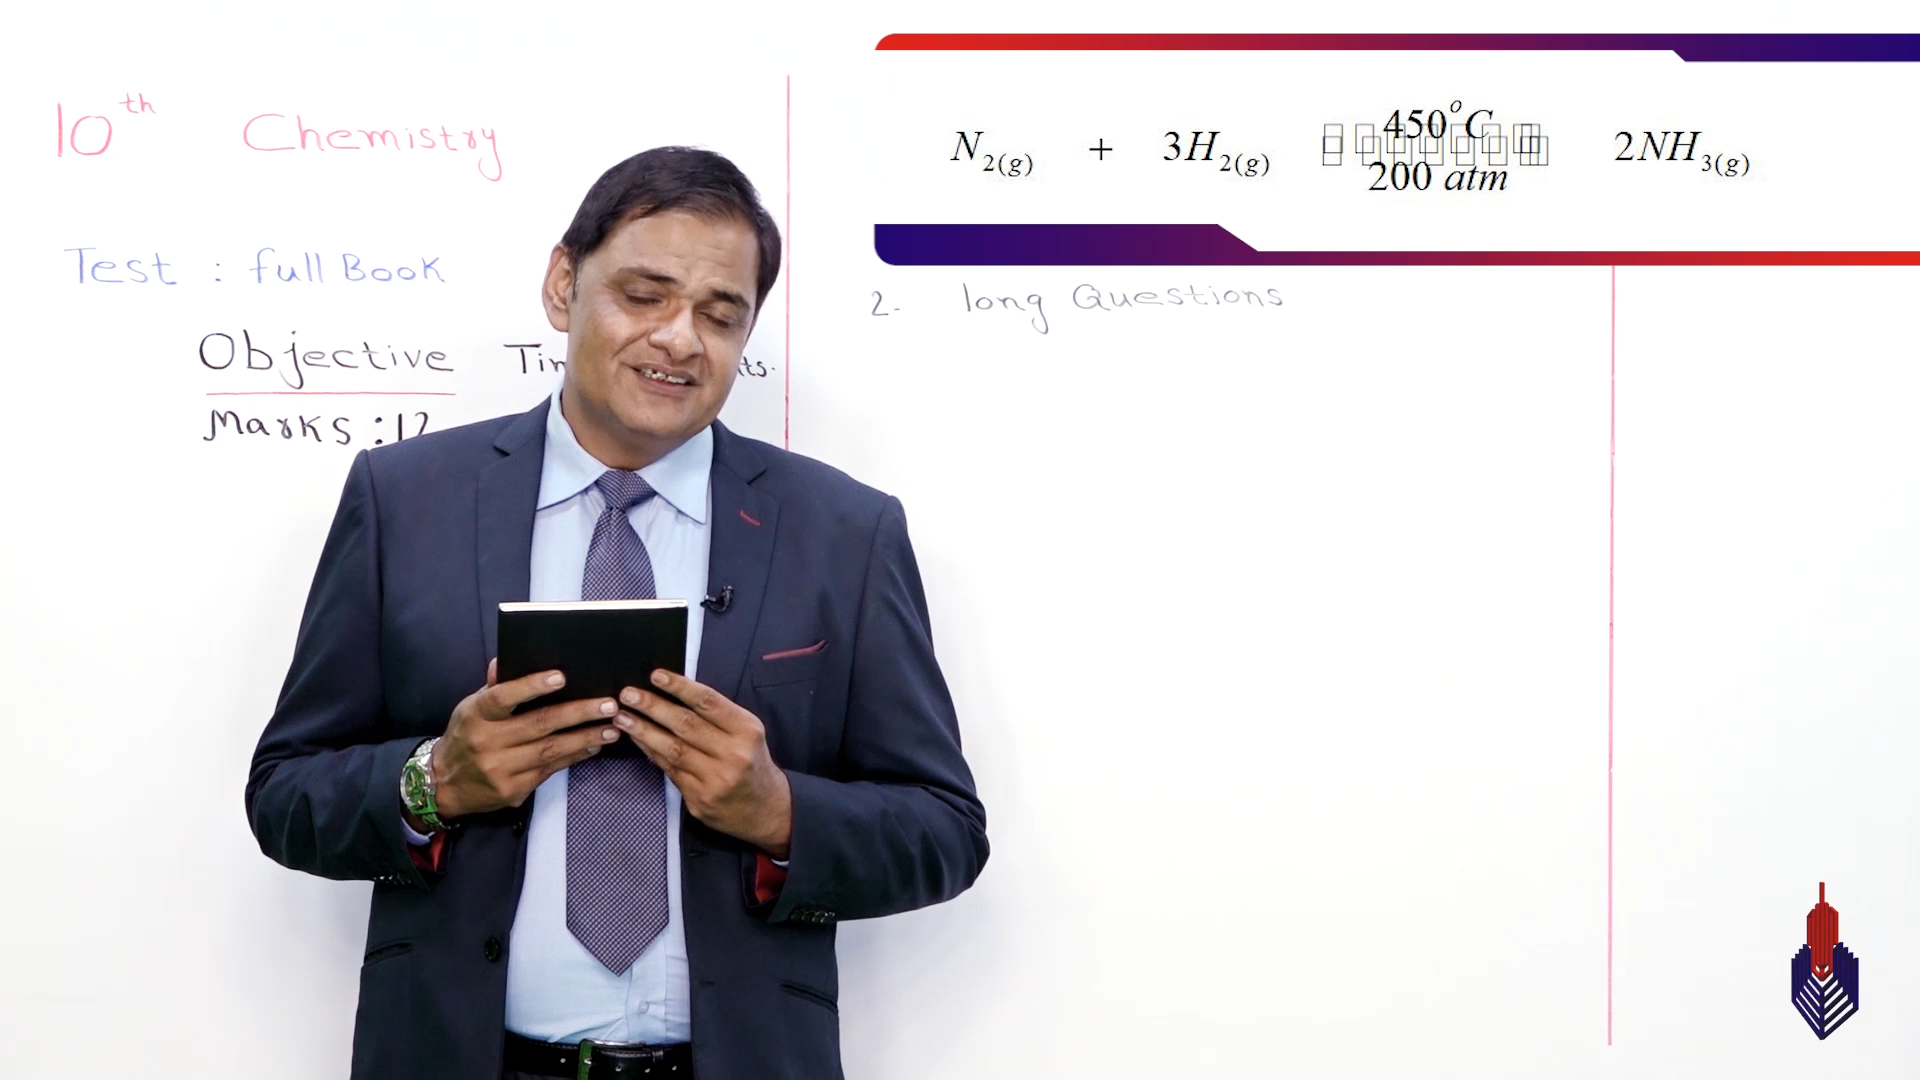 10th Chemistry
Test : full Book
Objective
Marks : 12
450°C
N2(g) + 3H2(g) 2NH3(g)
200 atm
2. long Questions